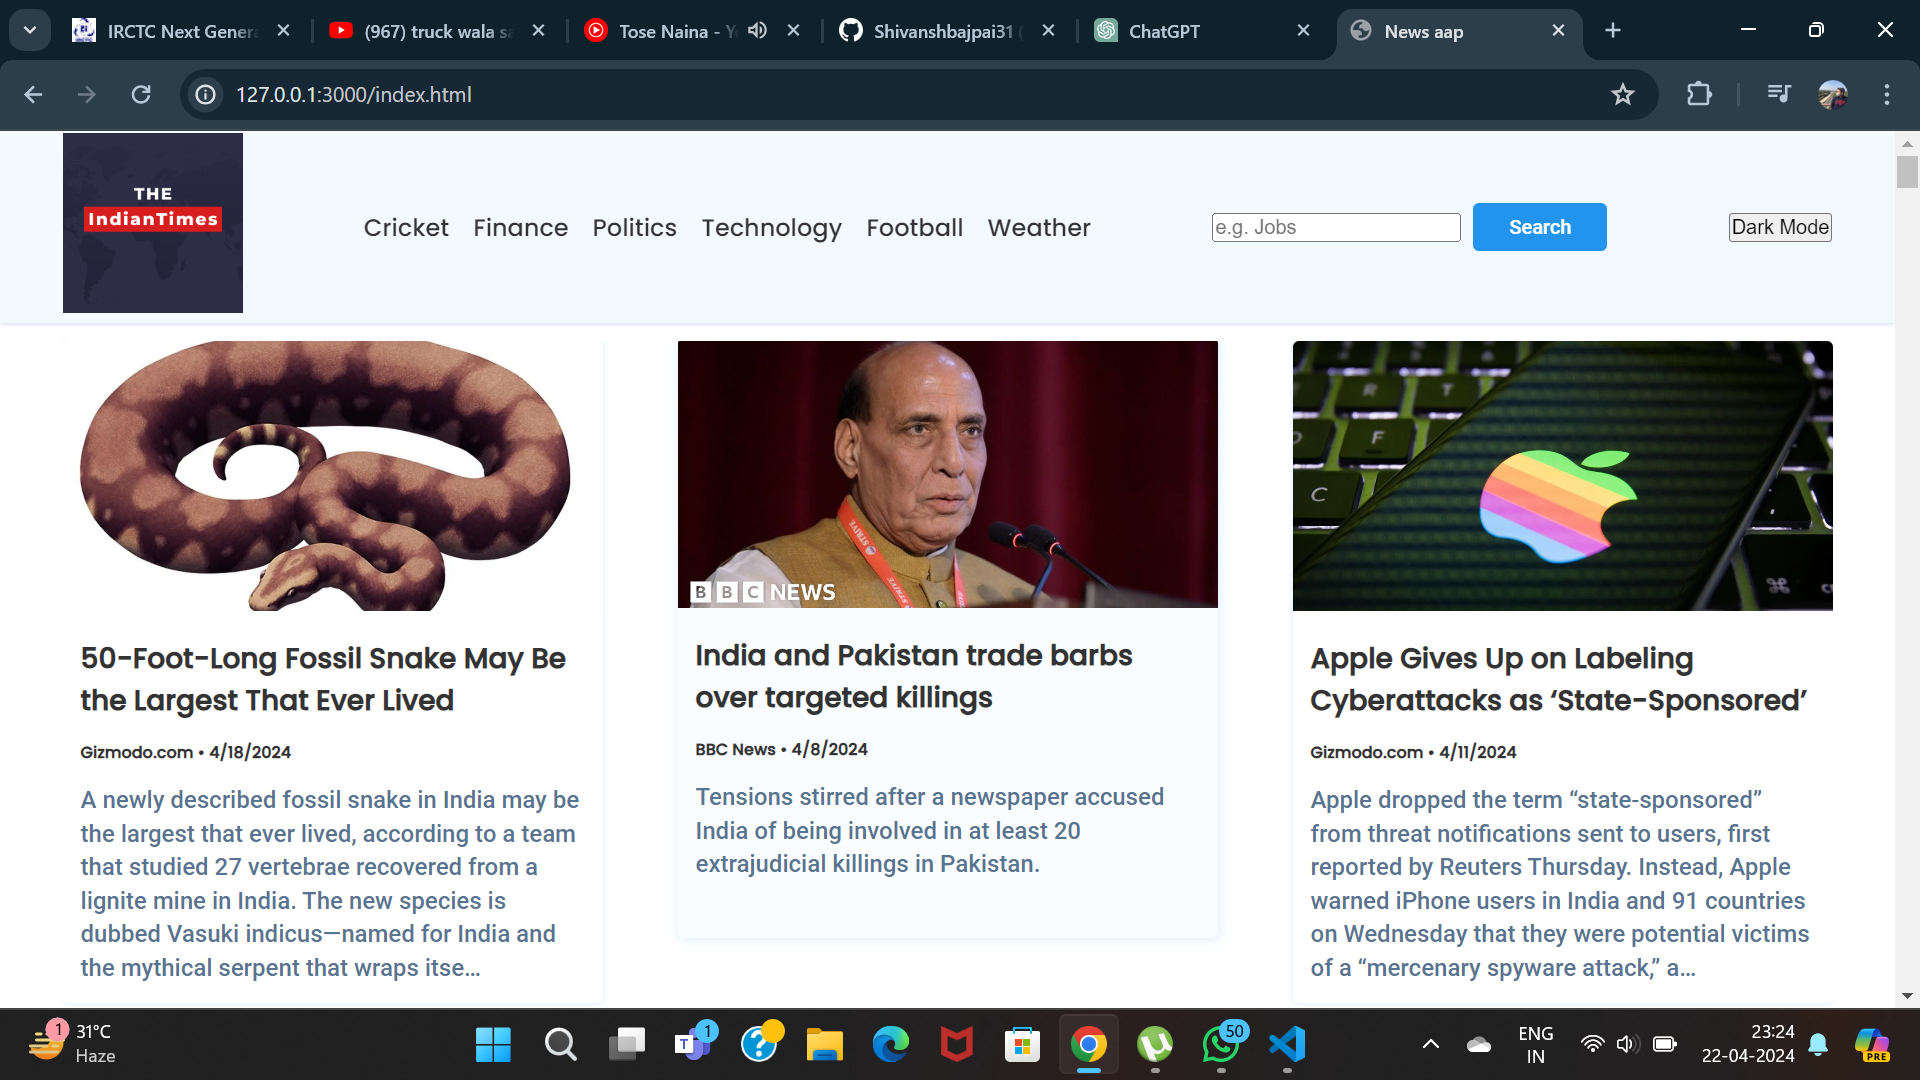 IRCTC Next Genera
(967) truck wala sa
Tose Naina - Yo
Shivanshbajpai31 (
ChatGPT
News aap
127.0.0.1:3000/index.html
THE
IndianTimes
Cricket
Finance
Politics
Technology
Football
Weather
e.g. Jobs
Search
Dark Mode
STRIVE
STRIVE
BBC NEWS
R
T
D
F
C
⌘
50-Foot-Long Fossil Snake May Be
the Largest That Ever Lived
Gizmodo.com • 4/18/2024
A newly described fossil snake in India may be
the largest that ever lived, according to a team
that studied 27 vertebrae recovered from a
lignite mine in India. The new species is
dubbed Vasuki indicus—named for India and
the mythical serpent that wraps itse…
India and Pakistan trade barbs
over targeted killings
BBC News • 4/8/2024
Tensions stirred after a newspaper accused
India of being involved in at least 20
extrajudicial killings in Pakistan.
Apple Gives Up on Labeling
Cyberattacks as ‘State-Sponsored’
Gizmodo.com • 4/11/2024
Apple dropped the term “state-sponsored”
from threat notifications sent to users, first
reported by Reuters Thursday. Instead, Apple
warned iPhone users in India and 91 countries
on Wednesday that they were potential victims
of a “mercenary spyware attack,” a…
1
31°C
Haze
T
1
?
50
ENG
IN
23:24
22-04-2024
PRE